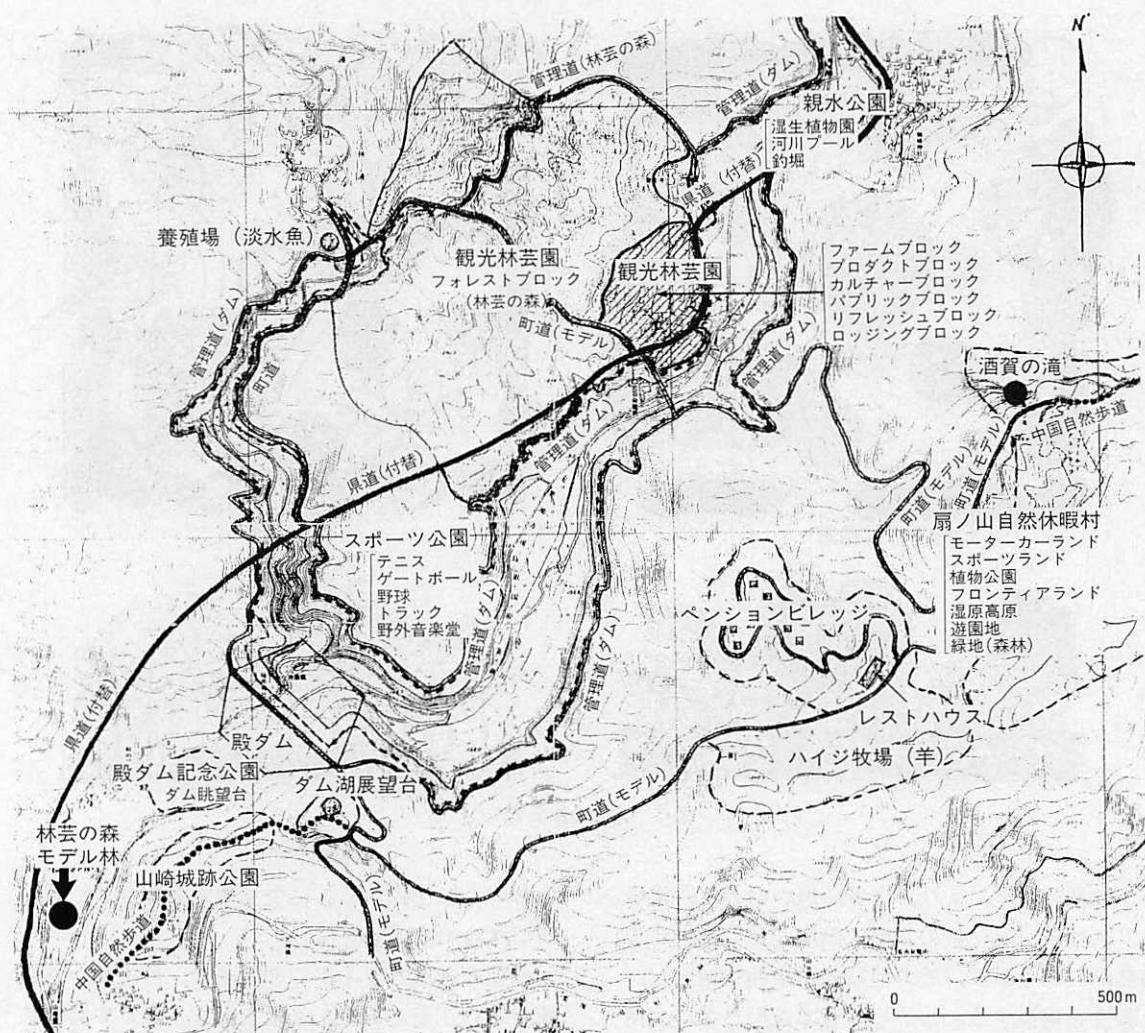 N
管理道(林芸の森)
管理道(ダム)
親水公園
湿生植物園
河川プール
釣堀
県道(付替)
養殖場(淡水魚)
観光林芸園
フォレストブロック
(林芸の森)
観光林芸園
ファームブロック
プロダクトブロック
カルチャーブロック
パブリックブロック
リフレッシュブロック
ロッジングブロック
町道(モデル)
管理道(ダム)
町道
管理道(ダム)
酒賀の滝
中国自然歩道
町道(モデル)
町道(モデル)
管理道(ダム)
県道(付替)
扇ノ山自然休暇村
モーターカーランド
スポーツランド
植物公園
フロンティアランド
湿原高原
遊園地
緑地(森林)
スポーツ公園
テニス
ゲートボール
野球
トラック
野外音楽堂
管理道(ダム)
管理道(ダム)
ペンションビレッジ
レストハウス
ハイジ牧場(羊)
県道(付替)
殿ダム
殿ダム記念公園
ダム眺望台
ダム湖展望台
町道(モデル)
林芸の森
モデル林
山崎城跡公園
中国自然歩道
町道(モデル)
0
500m